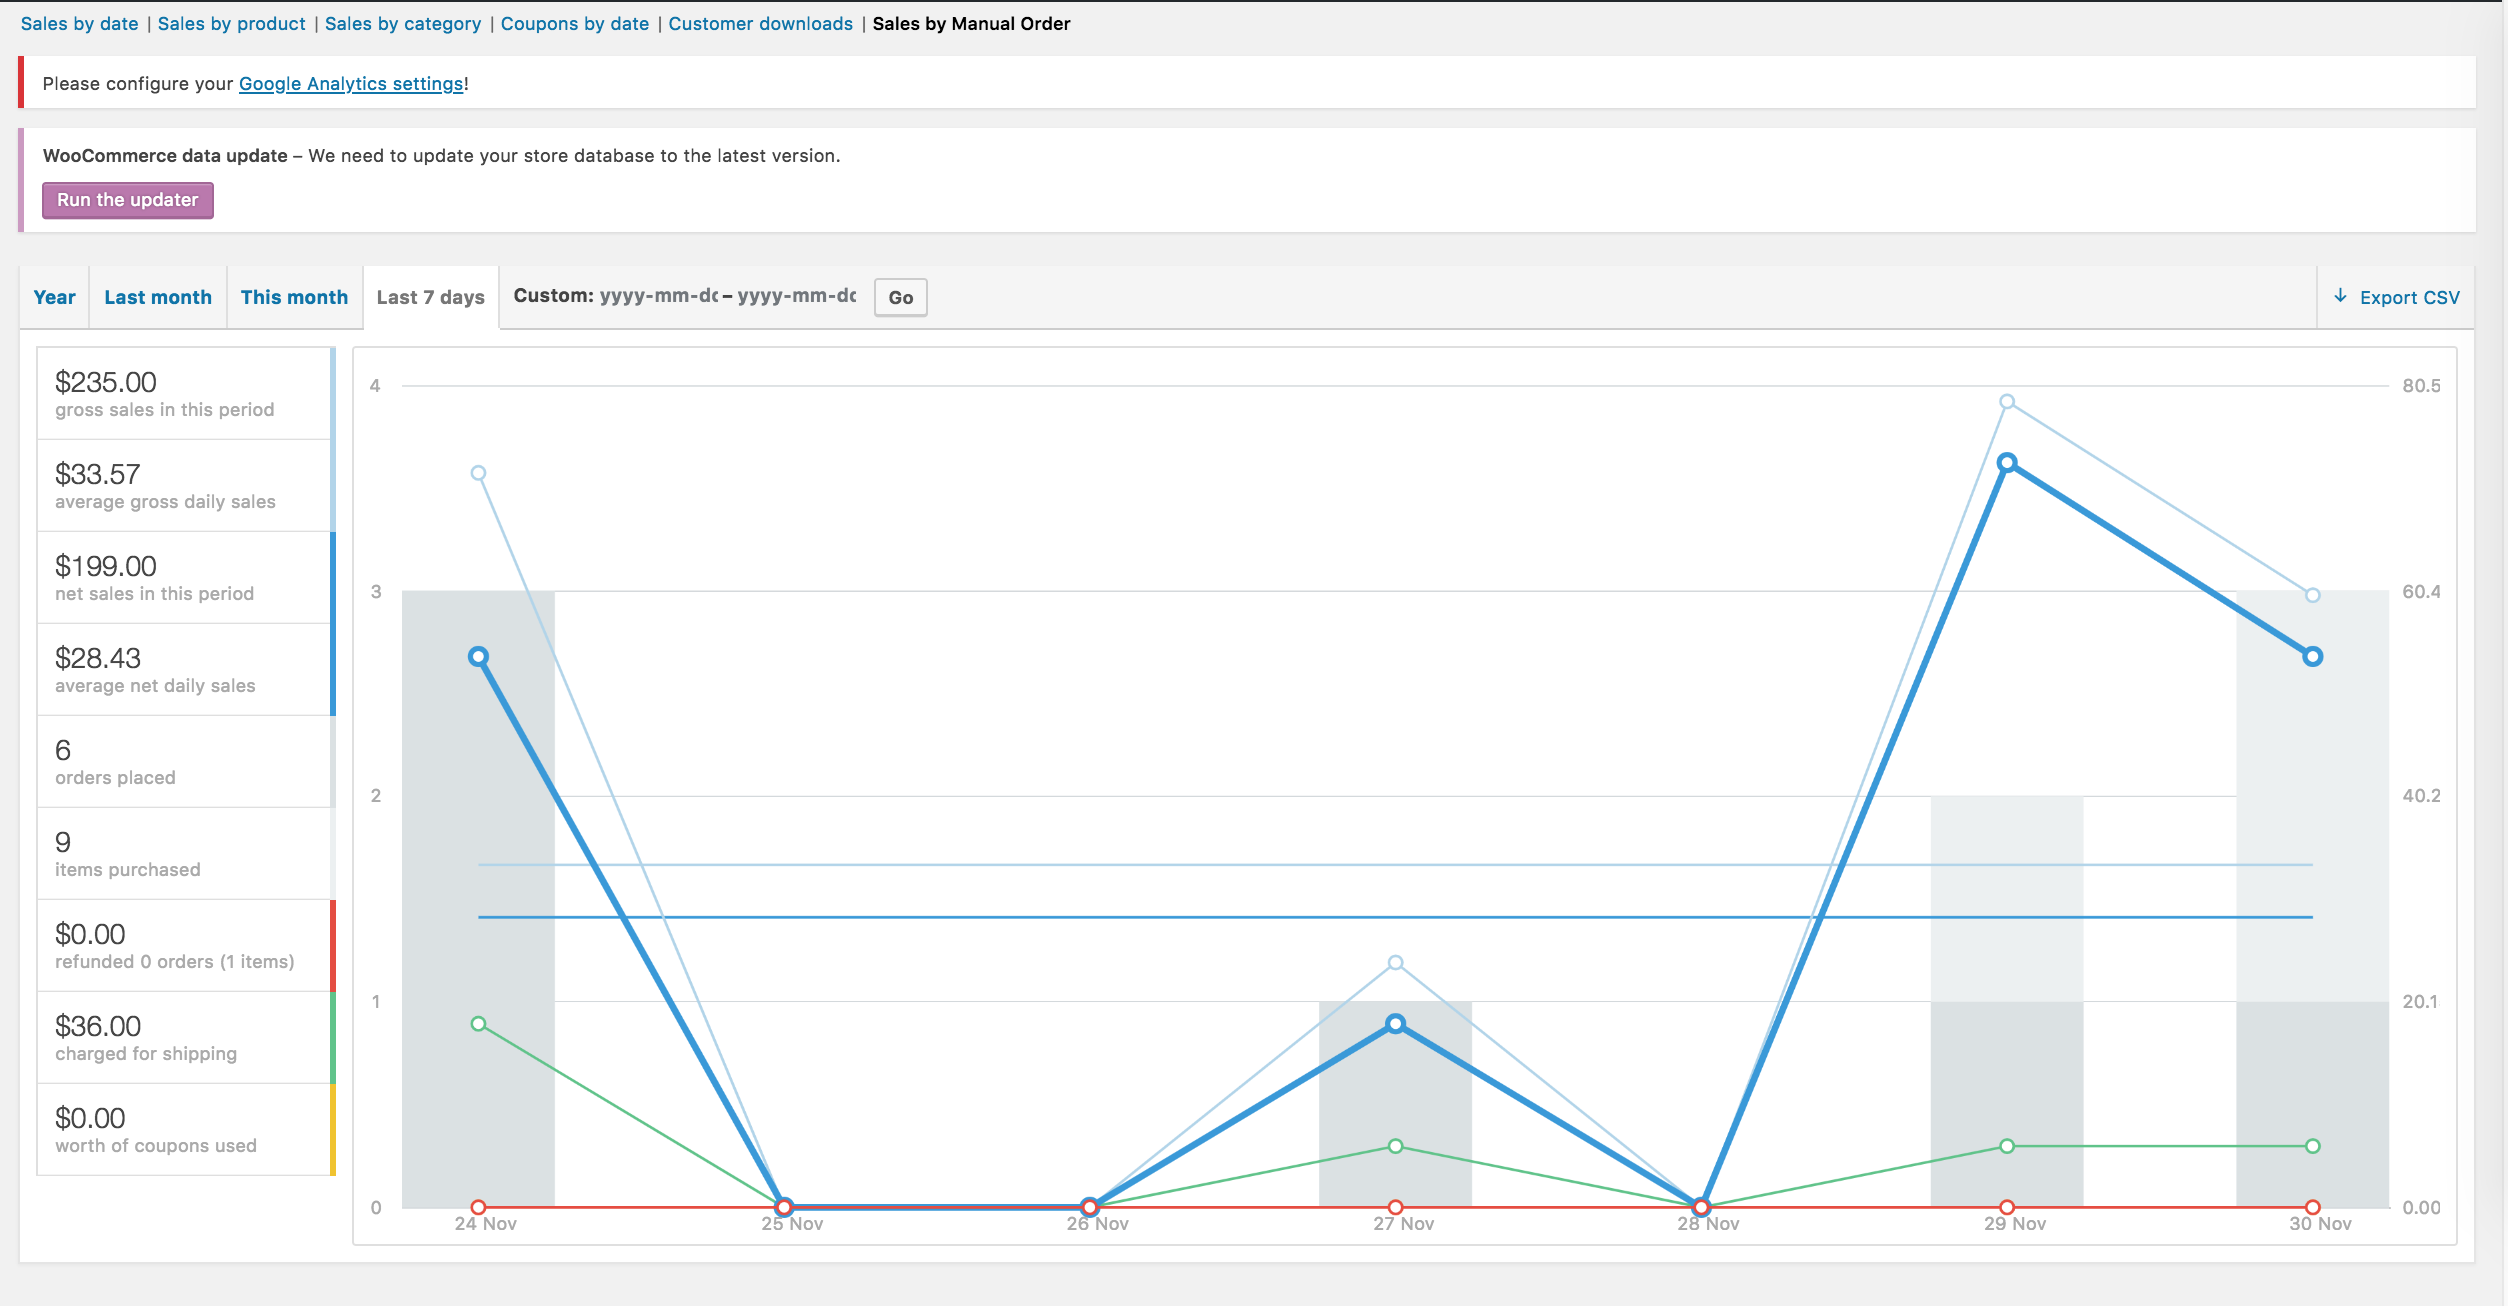 Sales by date | Sales by product | Sales by category | Coupons by date | Customer downloads | Sales by Manual Order
Please configure your Google Analytics settings!
WooCommerce data update – We need to update your store database to the latest version.
Run the updater
Year
Last month
This month
Last 7 days
Custom: yyyy-mm-dc – yyyy-mm-dc
Go
Export CSV
$235.00
gross sales in this period
$33.57
average gross daily sales
$199.00
net sales in this period
$28.43
average net daily sales
6
orders placed
9
items purchased
$0.00
refunded 0 orders (1 items)
$36.00
charged for shipping
$0.00
worth of coupons used
4
3
2
1
0
80.5
60.4
40.2
20.1
0.00
24 Nov
25 Nov
26 Nov
27 Nov
28 Nov
29 Nov
30 Nov